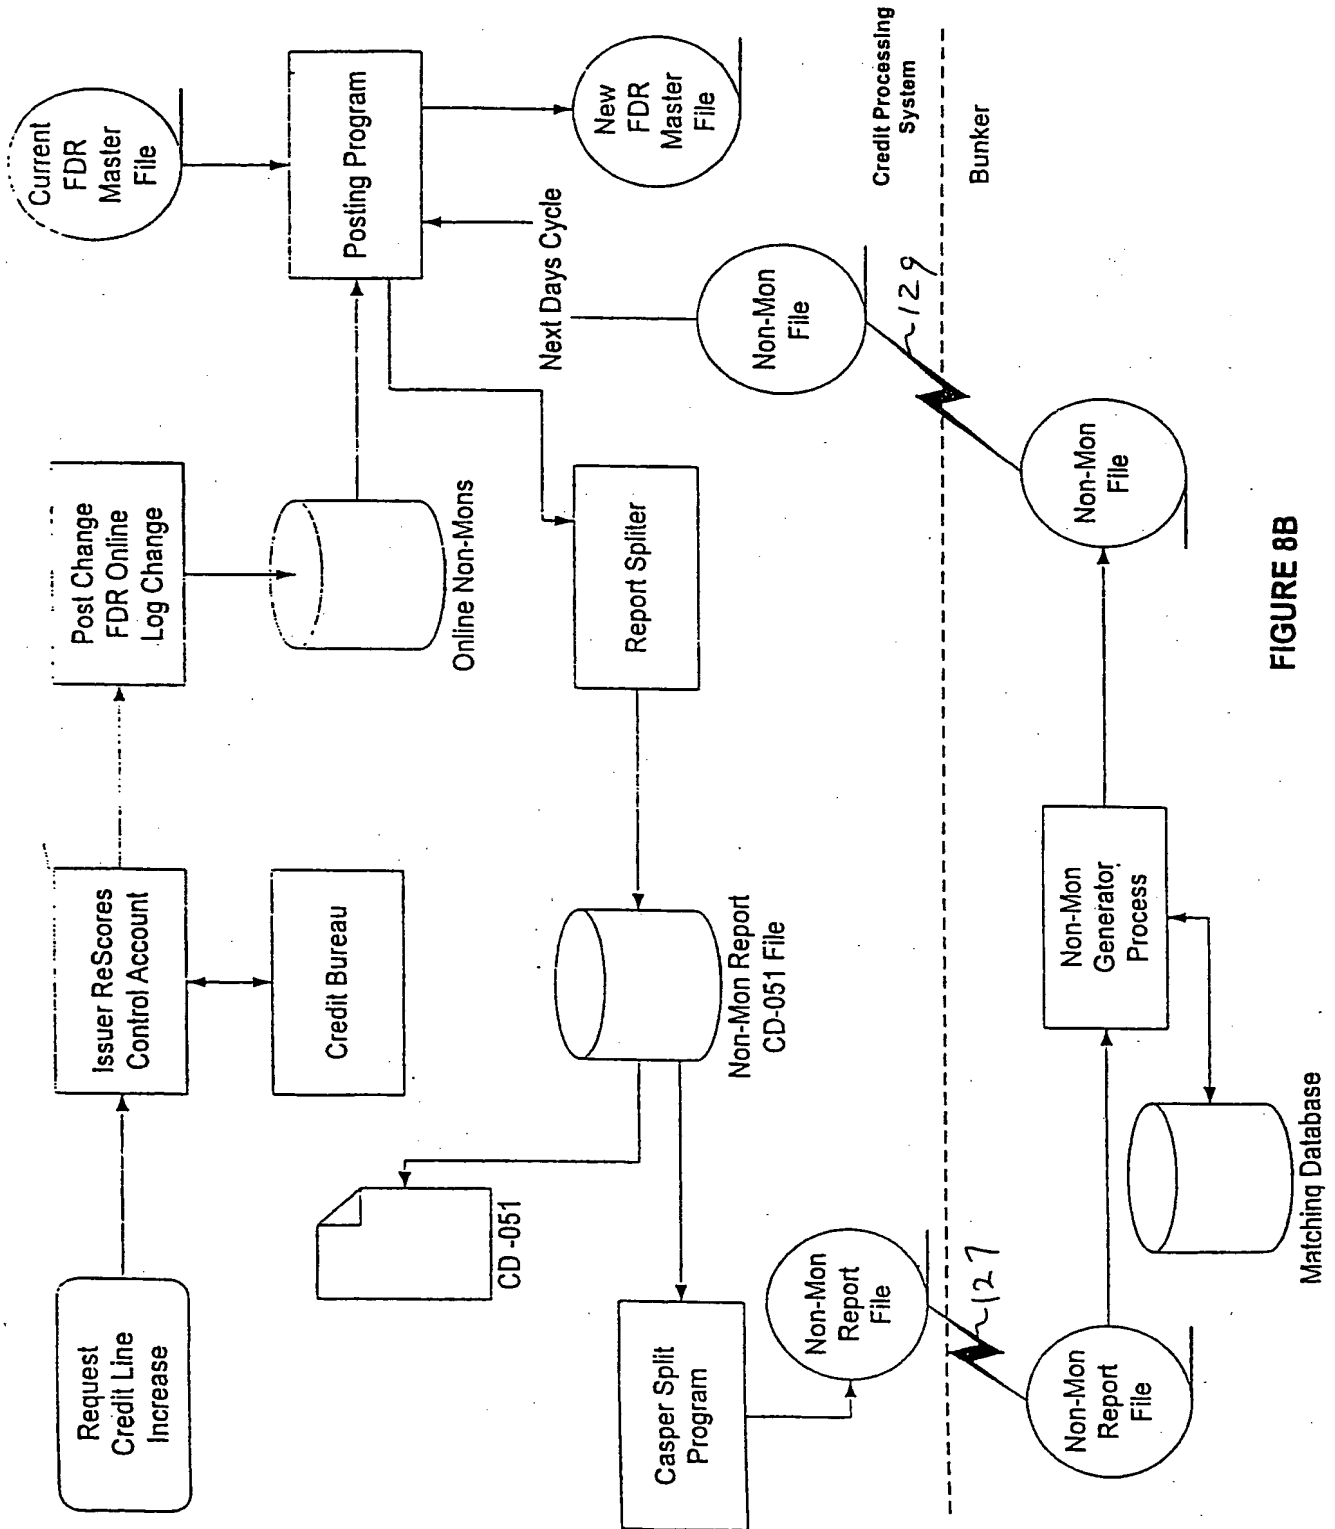 Request
Credit Line
Increase
Issuer ReScores
Control Account
Post Change
FDR Online
Log Change
Current
FDR
Master
File
Credit Bureau
Online Non-Mons
Posting Program
CD -051
Non-Mon Report
CD-051 File
Report Spliter
Next Days Cycle
New
FDR
Master
File
Casper Split
Program
Non-Mon
Report
File
Non-Mon
File
Credit Processing
System
127
129
Bunker
Non-Mon
Report
File
Non-Mon
Generator
Process
Non-Mon
File
Matching Database
FIGURE 8B